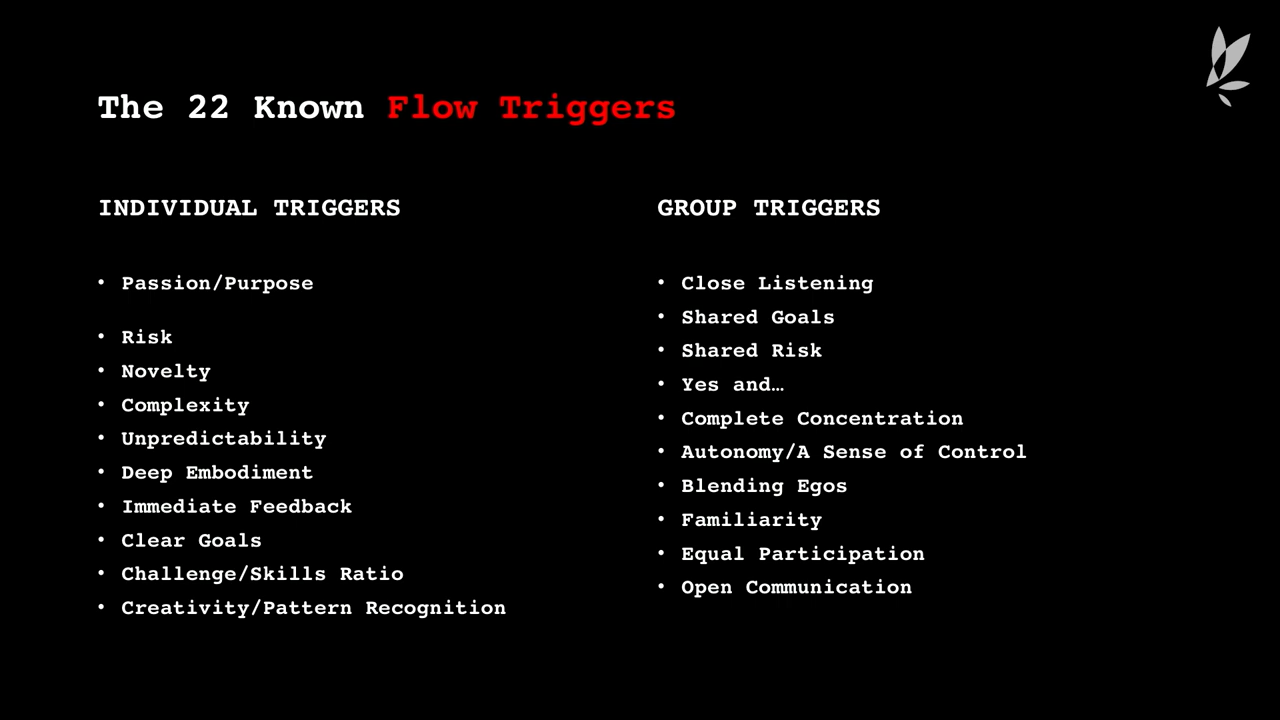 The 22 Known Flow Triggers
INDIVIDUAL TRIGGERS
• Passion/Purpose
• Risk
• Novelty
• Complexity
• Unpredictability
• Deep Embodiment
• Immediate Feedback
• Clear Goals
• Challenge/Skills Ratio
• Creativity/Pattern Recognition
GROUP TRIGGERS
• Close Listening
• Shared Goals
• Shared Risk
• Yes and…
• Complete Concentration
• Autonomy/A Sense of Control
• Blending Egos
• Familiarity
• Equal Participation
• Open Communication